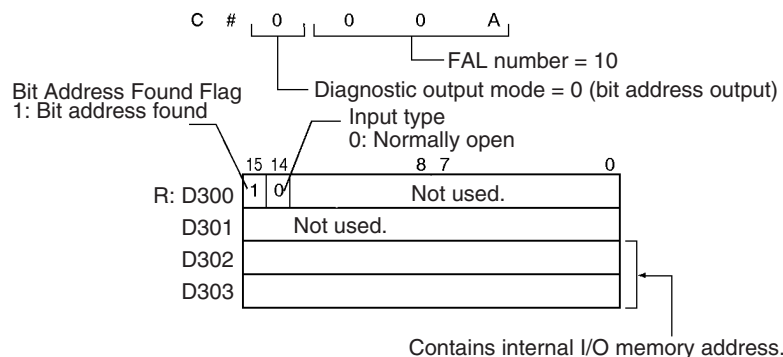 C # 0 0 0 A
FAL number = 10
Diagnostic output mode = 0 (bit address output)
Bit Address Found Flag
1: Bit address found
Input type
0: Normally open
15 14 8 7 0
R: D300 1 0 Not used.
D301 Not used.
D302
D303
Contains internal I/O memory address.